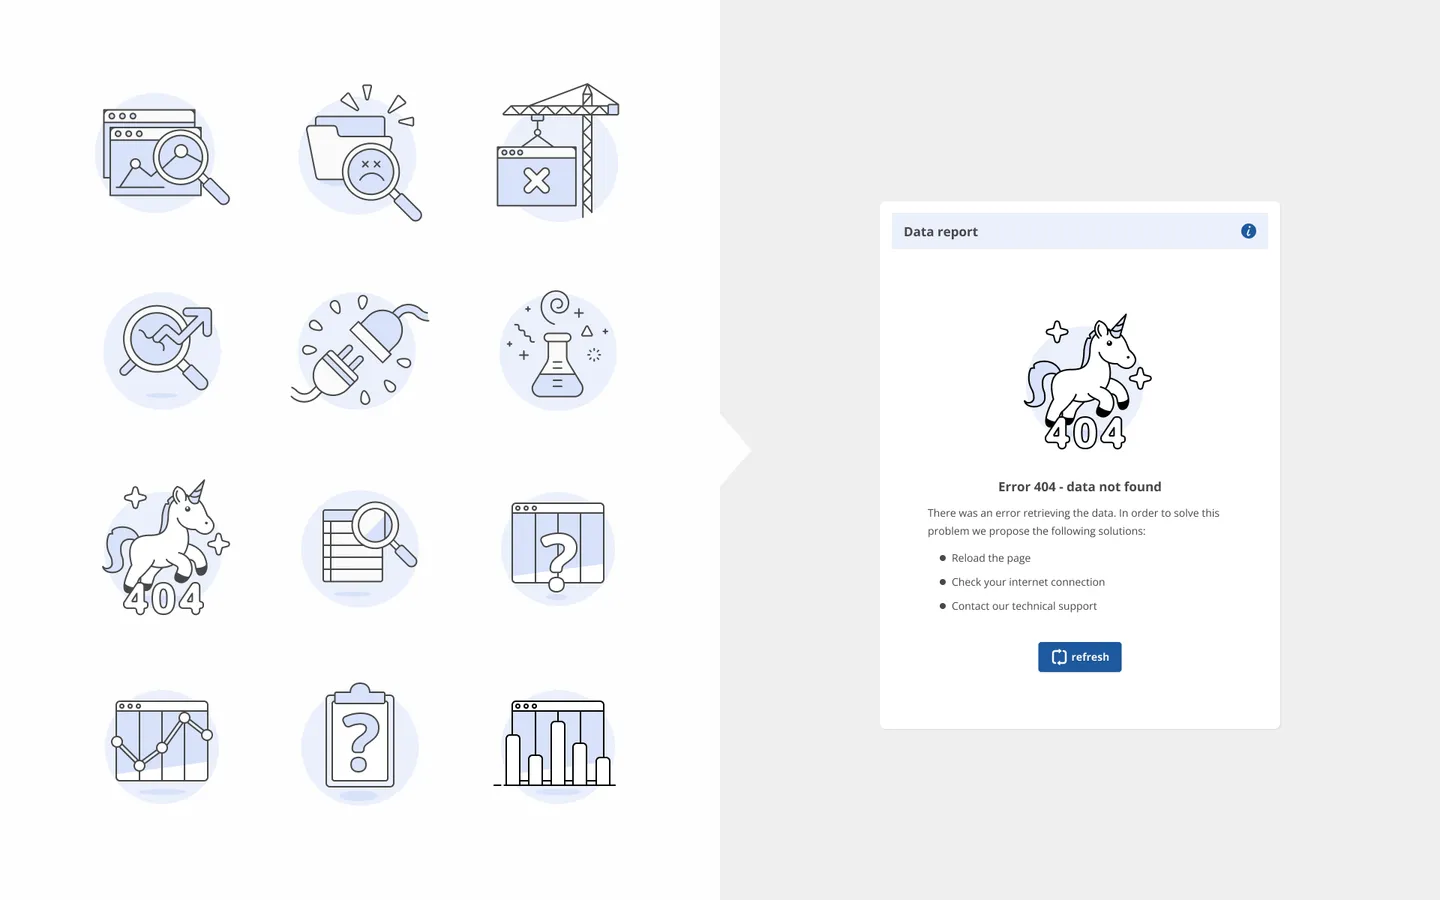 404
?
?
Data report
i
404
Error 404 - data not found
There was an error retrieving the data. In order to solve this
problem we propose the following solutions:
Reload the page
Check your internet connection
Contact our technical support
refresh